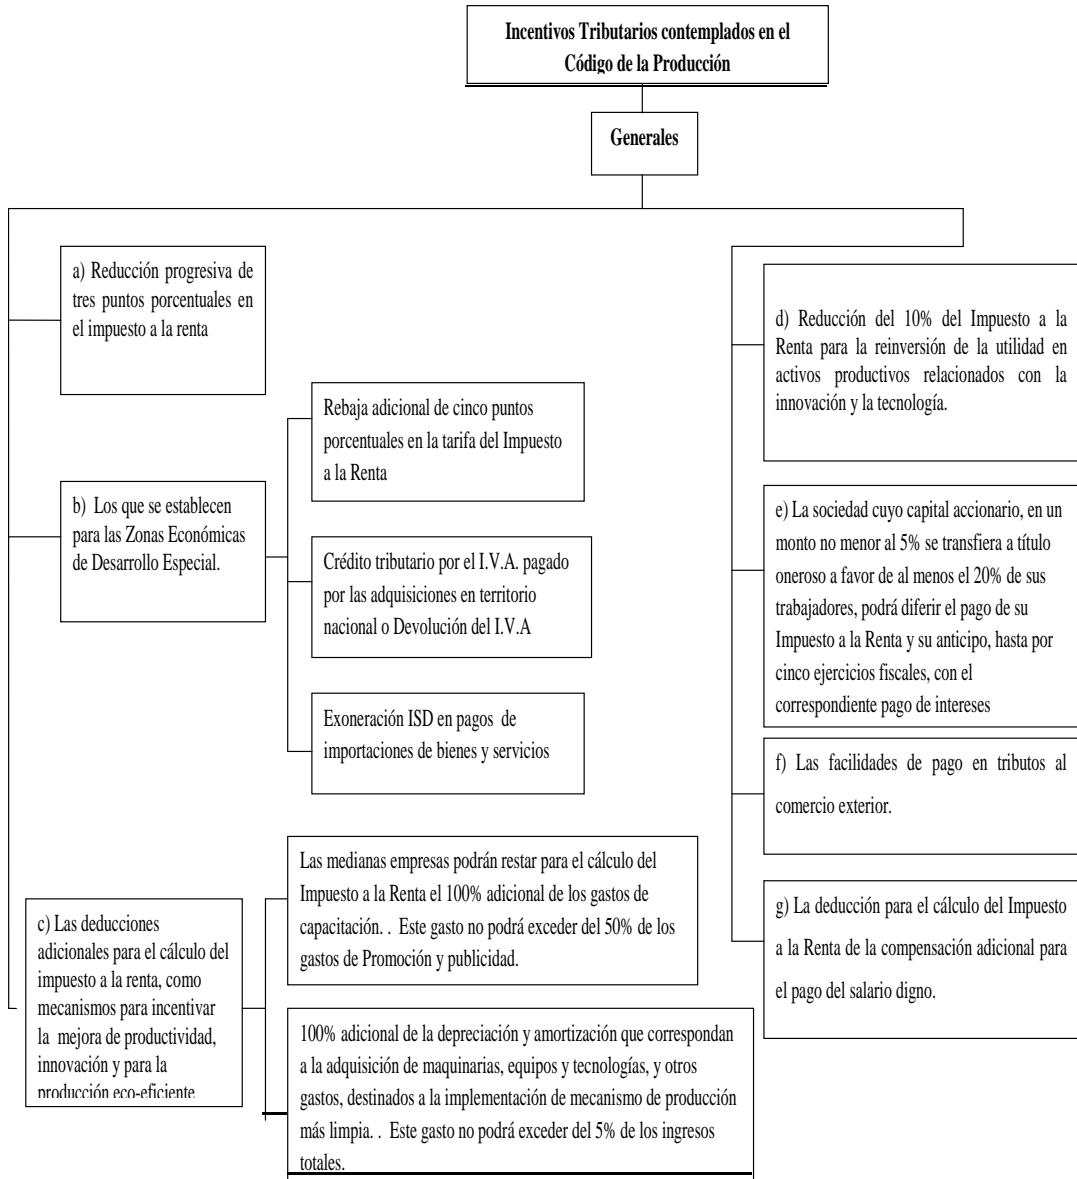 Incentivos Tributarios contemplados en el
Código de la Producción
Generales
a) Reducción progresiva de
tres puntos porcentuales en
el impuesto a la renta
b) Los que se establecen
para las Zonas Económicas
de Desarrollo Especial.
Rebaja adicional de cinco puntos
porcentuales en la tarifa del Impuesto
a la Renta
Crédito tributario por el I.V.A. pagado
por las adquisiciones en territorio
nacional o Devolución del I.V.A
Exoneración ISD en pagos de
importaciones de bienes y servicios
c) Las deducciones
adicionales para el cálculo del
impuesto a la renta, como
mecanismos para incentivar
la mejora de productividad,
innovación y para la
producción eco-eficiente
Las medianas empresas podrán restar para el cálculo del
Impuesto a la Renta el 100% adicional de los gastos de
capacitación. . Este gasto no podrá exceder del 50% de los
gastos de Promoción y publicidad.
100% adicional de la depreciación y amortización que correspondan
a la adquisición de maquinarias, equipos y tecnologías, y otros
gastos, destinados a la implementación de mecanismo de producción
más limpia. . Este gasto no podrá exceder del 5% de los ingresos
totales.
d) Reducción del 10% del Impuesto a la
Renta para la reinversión de la utilidad en
activos productivos relacionados con la
innovación y la tecnología.
e) La sociedad cuyo capital accionario, en un
monto no menor al 5% se transfiera a título
oneroso a favor de al menos el 20% de sus
trabajadores, podrá diferir el pago de su
Impuesto a la Renta y su anticipo, hasta por
cinco ejercicios fiscales, con el
correspondiente pago de intereses
f) Las facilidades de pago en tributos al
comercio exterior.
g) La deducción para el cálculo del Impuesto
a la Renta de la compensación adicional para
el pago del salario digno.